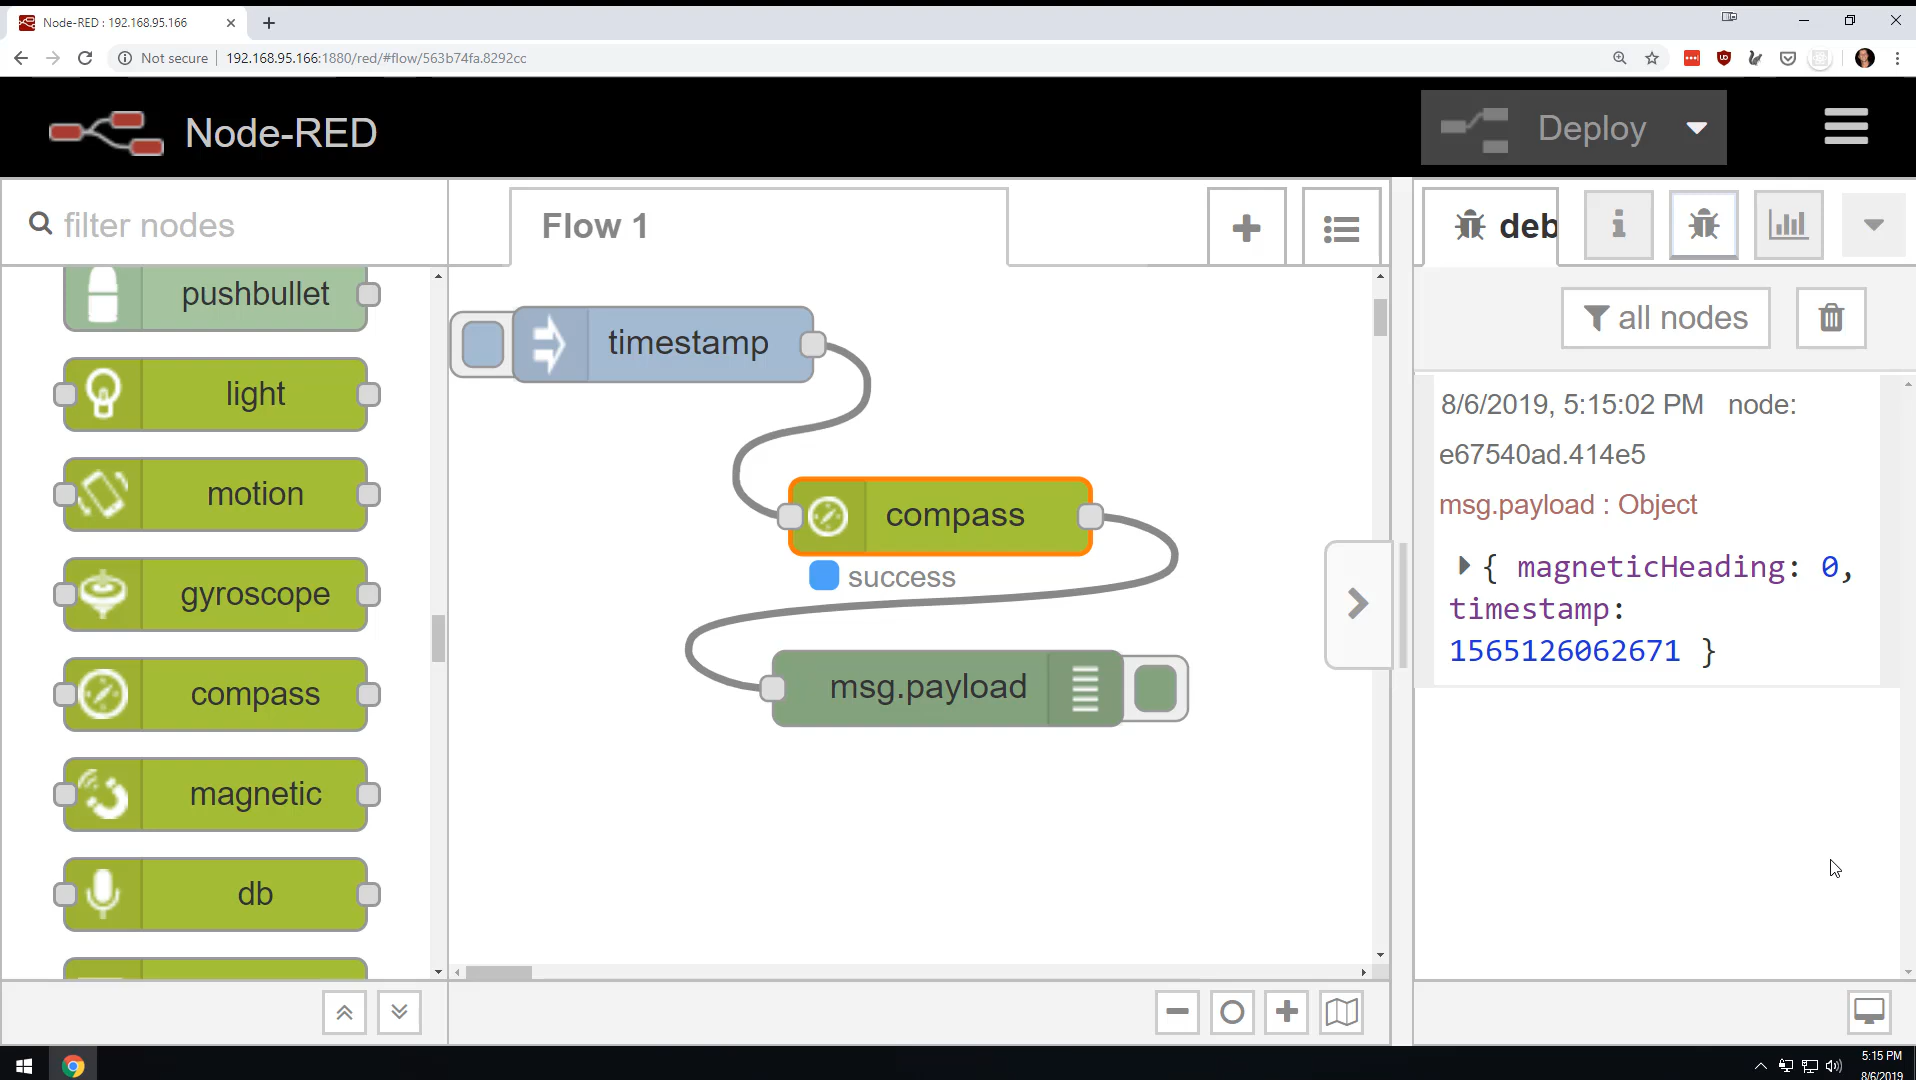 Node-RED : 192.168.95.166
Not secure 192.168.95.166:1880/red/#flow/563b74fa.8292cc
Node-RED
Deploy
filter nodes
Flow 1
deb
all nodes
pushbullet
light
motion
gyroscope
compass
magnetic
db
timestamp
compass
success
msg.payload
8/6/2019, 5:15:02 PM node:
e67540ad.414e5
msg.payload : Object
{ magneticHeading: 0,
timestamp:
1565126062671 }
5:15 PM
8/6/2019